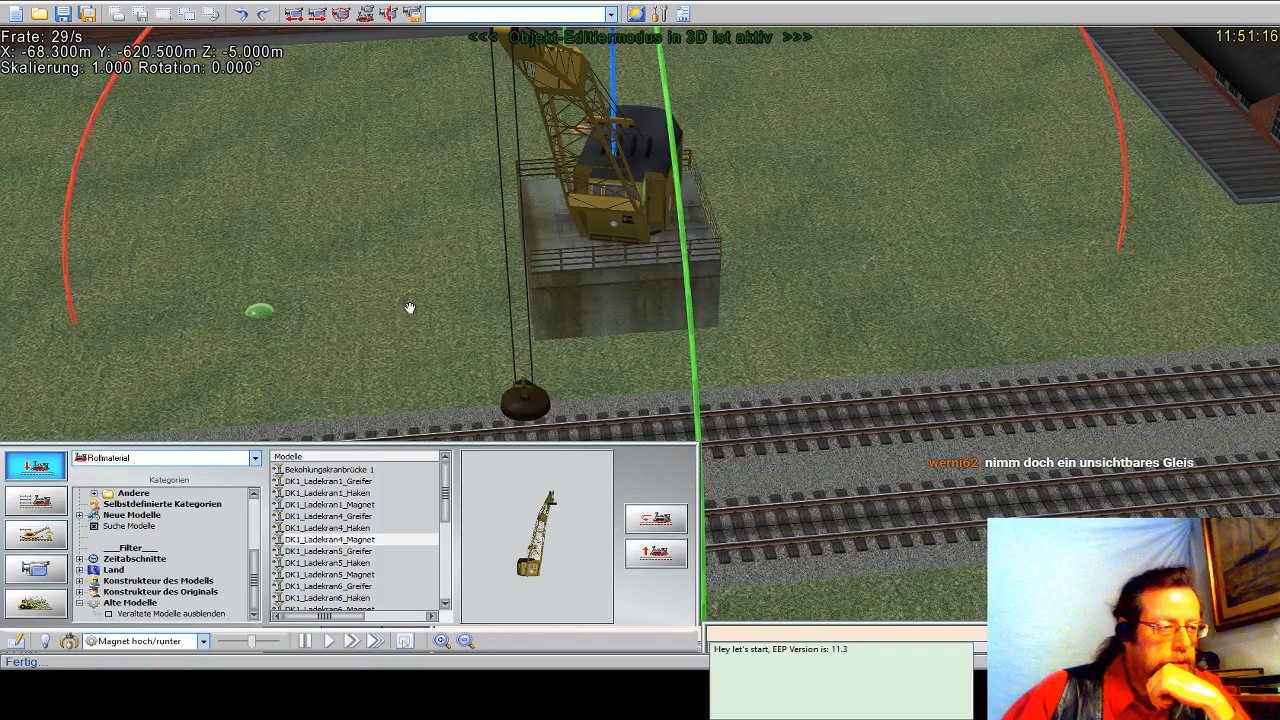 Frate: 29/s
X: -68.300m Y: -620.500m Z: -5.000m
Skalierung: 1.000 Rotation: 0.000°
<<< Objekt-Editiermodus in 3D ist aktiv >>>
11:51:16
werni62 nimm doch ein unsichtbares Gleis
Rollmaterial
Kategorien
Andere
Selbstdefinierte Kategorien
Neue Modelle
Suche Modelle
___Filter___
Zeitabschnitte
Land
Konstrukteur des Modells
Konstrukteur des Originals
Alte Modelle
Veraltete Modelle ausblenden
Modelle
Bekohlungskranbrücke 1
DK1_Ladekran1_Greifer
DK1_Ladekran1_Haken
DK1_Ladekran1_Magnet
DK1_Ladekran4_Greifer
DK1_Ladekran4_Haken
DK1_Ladekran4_Magnet
DK1_Ladekran5_Greifer
DK1_Ladekran5_Haken
DK1_Ladekran5_Magnet
DK1_Ladekran6_Greifer
DK1_Ladekran6_Haken
DK1_Ladekran6_Magnet
Magnet hoch/runter
Fertig...
Hey let's start, EEP Version is: 11.3